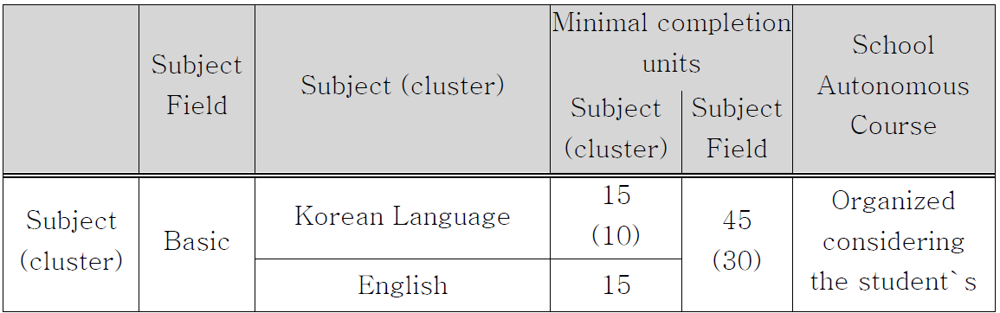 Subject
Field
Subject (cluster)
Minimal completion
units
Subject
(cluster)
Subject
Field
School
Autonomous
Course
Subject
(cluster)
Basic
Korean Language
15
(10)
45
(30)
Organized
considering
the student`s
English
15